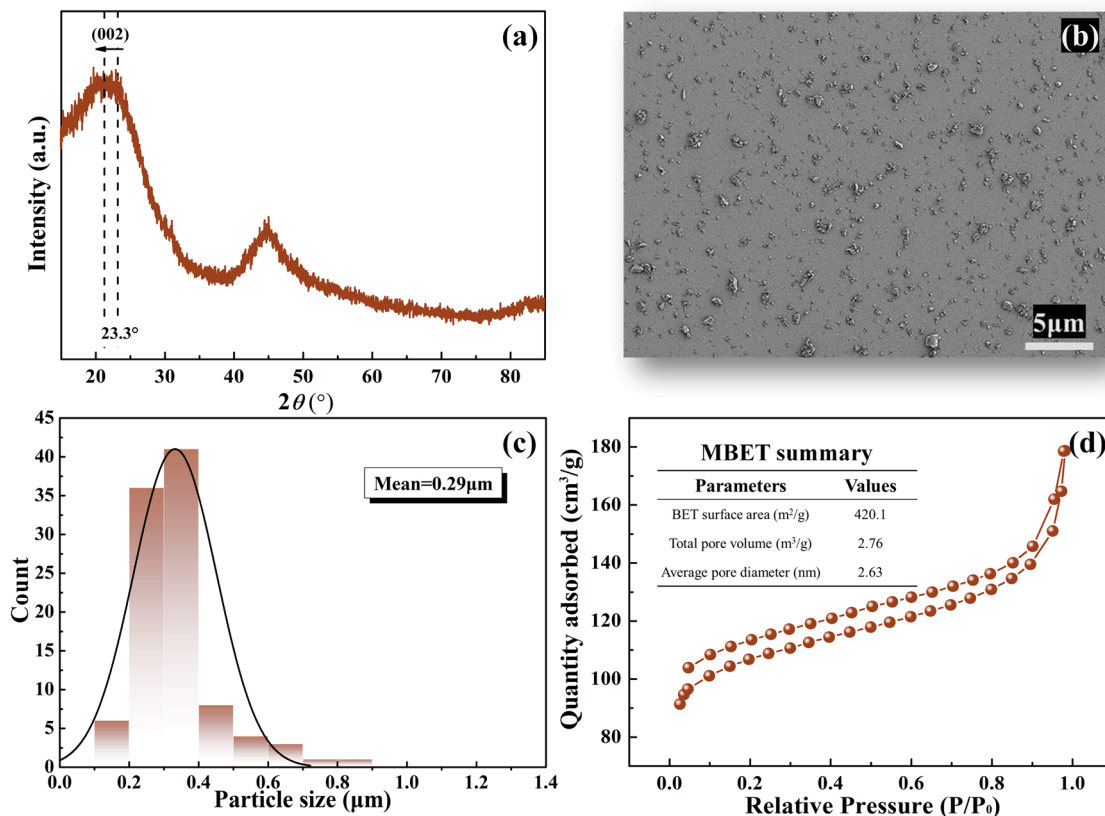 (a)
(002)
23.3°
Intensity (a.u.)
20 30 40 50 60 70 80
2θ (°)
(b)
5μm
(c)
Mean=0.29μm
Count
45
40
35
30
25
20
15
10
5
0
0.0 0.2 0.4 0.6 0.8 1.0 1.2 1.4
Particle size (μm)
(d)
MBET summary
Parameters Values
BET surface area (m²/g) 420.1
Total pore volume (m³/g) 2.76
Average pore diameter (nm) 2.63
Quantity adsorbed (cm³/g)
180
160
140
120
100
80
0.0 0.2 0.4 0.6 0.8 1.0
Relative Pressure (P/P₀)